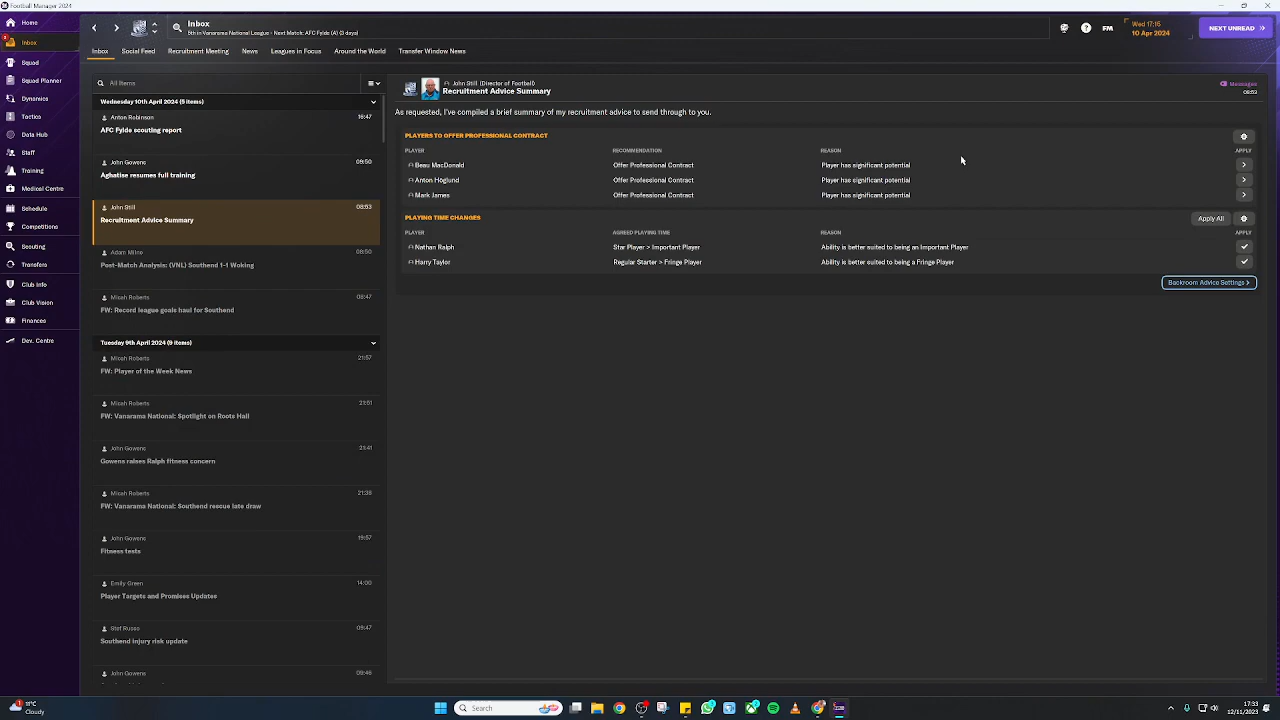 Football Manager 2024
Home
Inbox
Squad
Squad Planner
Dynamics
Tactics
Data Hub
Staff
Training
Medical Centre
Schedule
Competitions
Scouting
Transfers
Club Info
Club Vision
Finances
Dev. Centre
Inbox
5th in Vanarama National League - Next Match: AFC Fylde (A) (3 days)
FM
Wed 17:15
10 Apr 2024
NEXT UNREAD
Inbox Social Feed Recruitment Meeting News Leagues in Focus Around the World Transfer Window News
All Items
Wednesday 10th April 2024 (5 items)
Anton Robinson 16:47
AFC Fylde scouting report
John Gowens 09:50
Aghatise resumes full training
John Still 08:53
Recruitment Advice Summary
Adam Milne 08:50
Post-Match Analysis: (VNL) Southend 1-1 Woking
Micah Roberts 08:47
FW: Record league goals haul for Southend
Tuesday 9th April 2024 (9 items)
Micah Roberts 21:57
FW: Player of the Week News
Micah Roberts 21:51
FW: Vanarama National: Spotlight on Roots Hall
John Gowens 21:41
Gowens raises Ralph fitness concern
Micah Roberts 21:38
FW: Vanarama National: Southend rescue late draw
John Gowens 19:57
Fitness tests
Emily Green 14:00
Player Targets and Promises Updates
Stef Russo 09:47
Southend injury risk update
John Gowens 09:46
John Still (Director of Football)
Recruitment Advice Summary
Messages
08:53
As requested, I've compiled a brief summary of my recruitment advice to send through to you.
PLAYERS TO OFFER PROFESSIONAL CONTRACT
PLAYER RECOMMENDATION REASON APPLY
Beau MacDonald Offer Professional Contract Player has significant potential
Anton Hoglund Offer Professional Contract Player has significant potential
Mark James Offer Professional Contract Player has significant potential
PLAYING TIME CHANGES Apply All
PLAYER AGREED PLAYING TIME REASON APPLY
Nathan Ralph Star Player > Important Player Ability is better suited to being an Important Player
Harry Taylor Regular Starter > Fringe Player Ability is better suited to being a Fringe Player
Backroom Advice Settings >
11°C
Cloudy
Search
17:33
12/11/2023